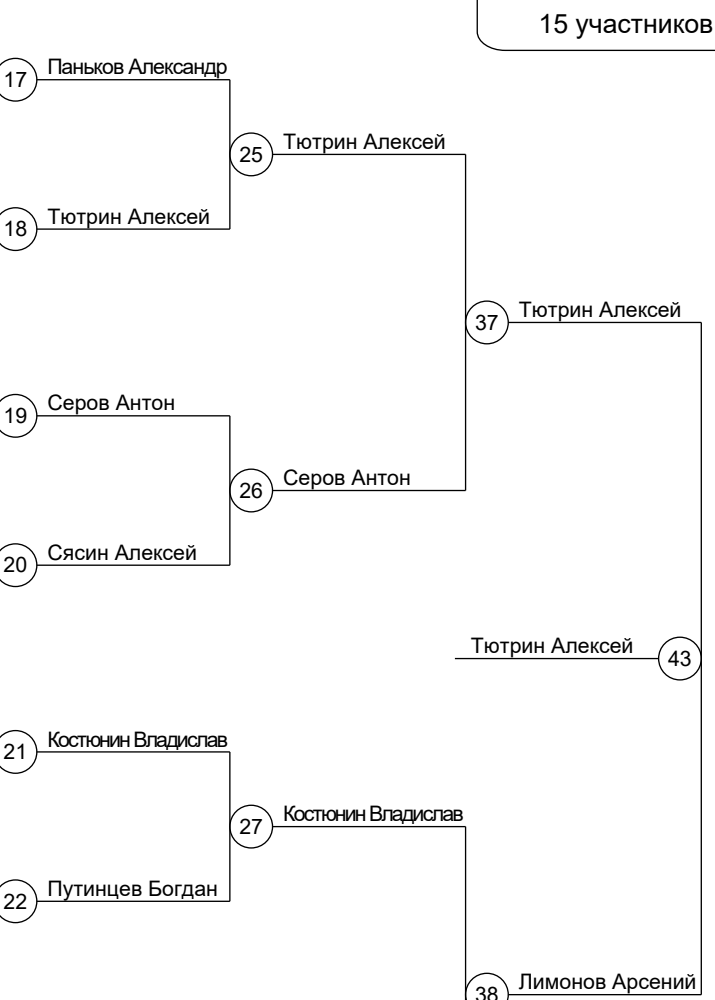 15 участников
Паньков Александр
17
Тютрин Алексей
25
Тютрин Алексей
18
Тютрин Алексей
37
Серов Антон
19
Серов Антон
26
Сясин Алексей
20
Тютрин Алексей
43
Костюнин Владислав
21
Костюнин Владислав
27
Путинцев Богдан
22
Лимонов Арсений
38